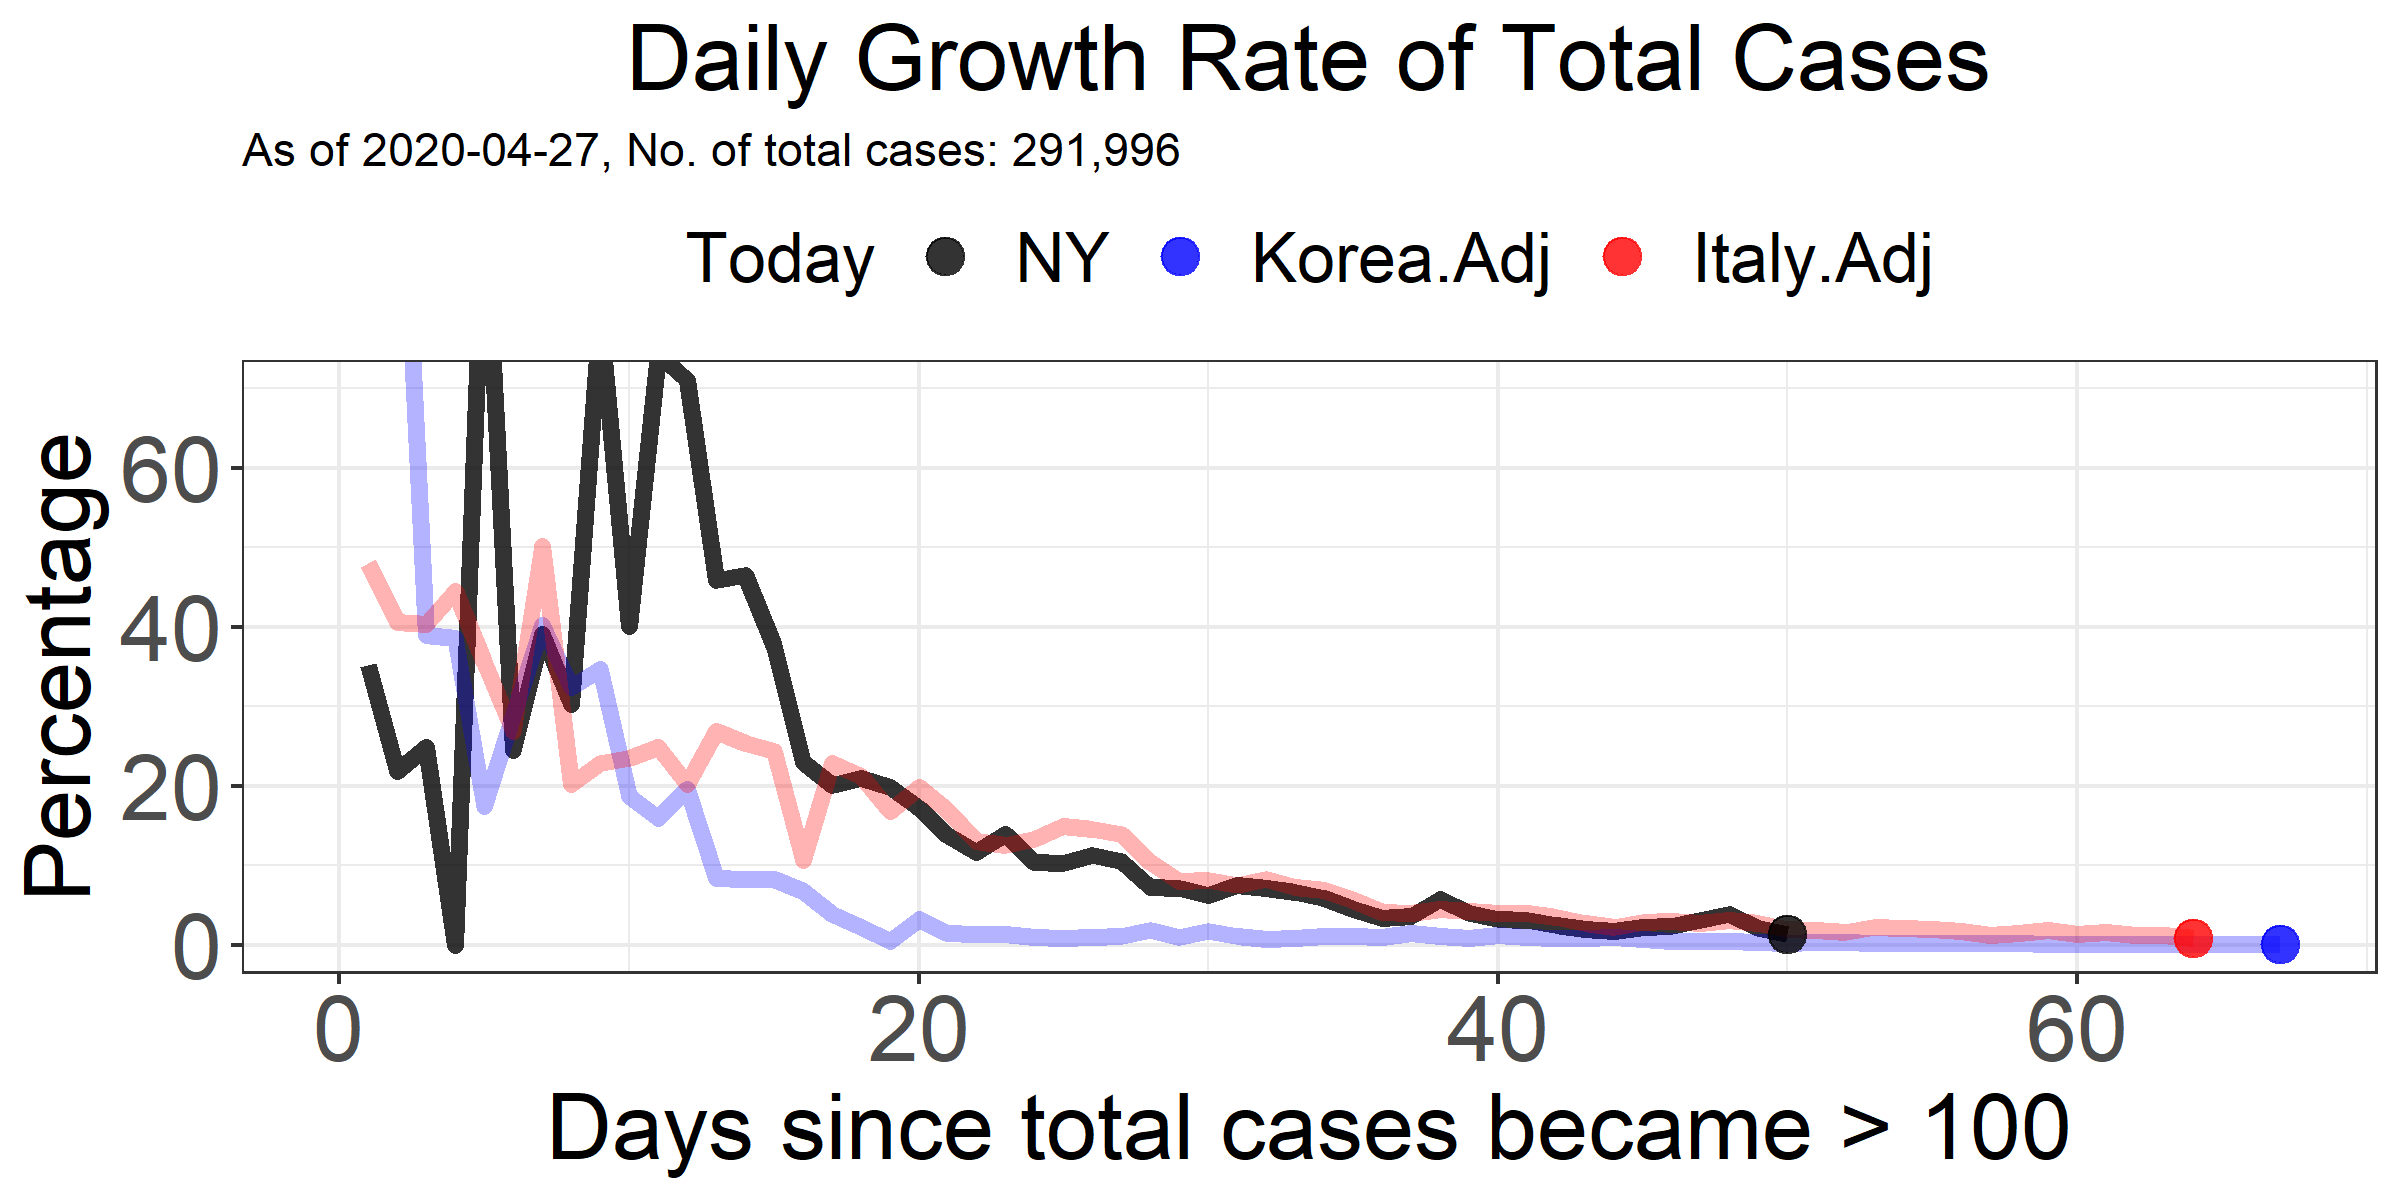 Daily Growth Rate of Total Cases
As of 2020-04-27, No. of total cases: 291,996
Today NY Korea.Adj Italy.Adj
Percentage
60
40
20
0
0 20 40 60
Days since total cases became > 100